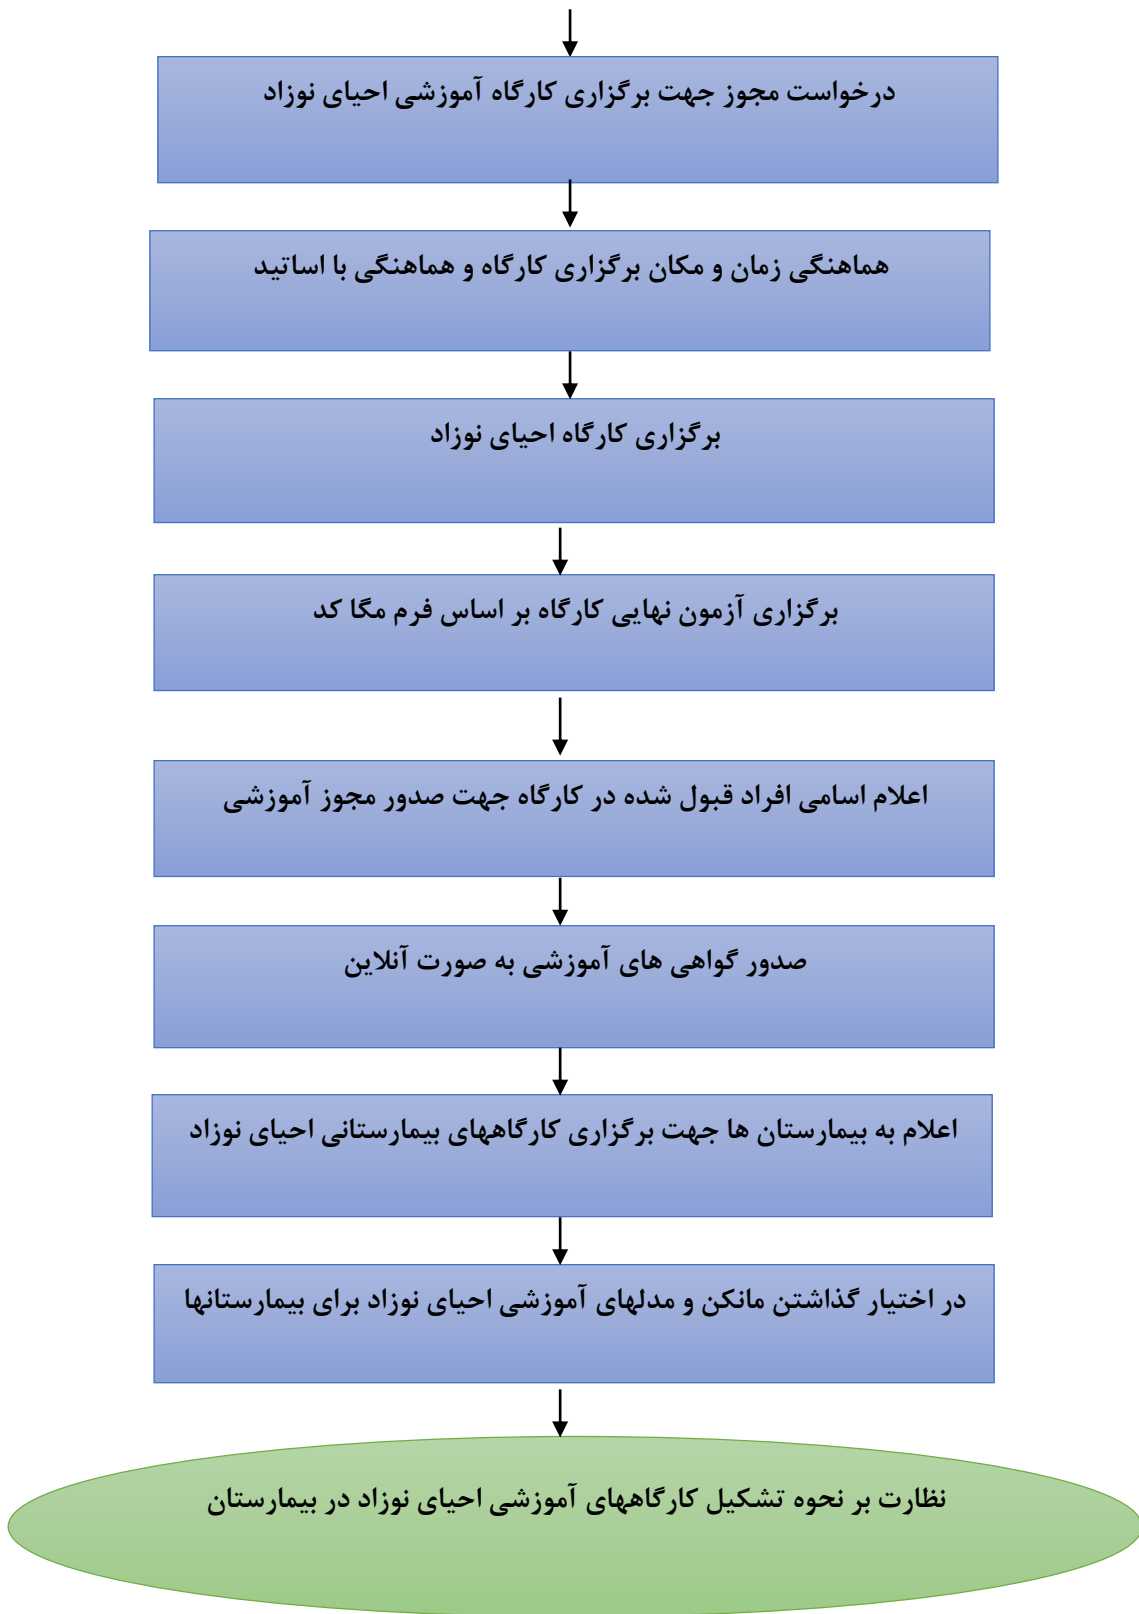 درخواست مجوز جهت برگزاری کارگاه آموزشی احیای نوزاد
هماهنگی زمان و مکان برگزاری کارگاه و هماهنگی با اساتید
برگزاری کارگاه احیای نوزاد
برگزاری آزمون نهایی کارگاه بر اساس فرم مگا کد
اعلام اسامی افراد قبول شده در کارگاه جهت صدور مجوز آموزشی
صدور گواهی های آموزشی به صورت آنلاین
اعلام به بیمارستان ها جهت برگزاری کارگاههای بیمارستانی احیای نوزاد
در اختیار گذاشتن مانکن و مدلهای آموزشی احیای نوزاد برای بیمارستانها
نظارت بر نحوه تشکیل کارگاههای آموزشی احیای نوزاد در بیمارستان